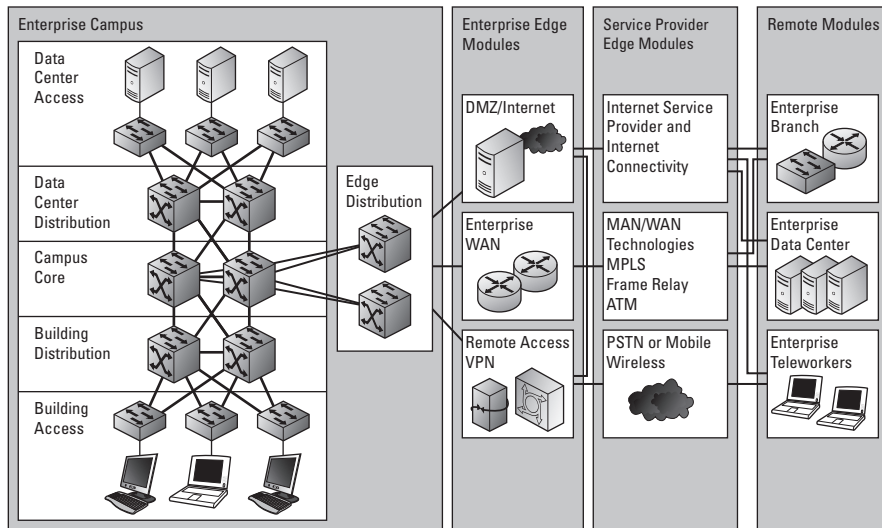 Enterprise Campus
Data
Center
Access
Data
Center
Distribution
Campus
Core
Building
Distribution
Building
Access
Edge
Distribution
Enterprise Edge
Modules
DMZ/Internet
Enterprise
WAN
Remote Access
VPN
Service Provider
Edge Modules
Internet Service
Provider and
Internet
Connectivity
MAN/WAN
Technologies
MPLS
Frame Relay
ATM
PSTN or Mobile
Wireless
Remote Modules
Enterprise
Branch
Enterprise
Data Center
Enterprise
Teleworkers